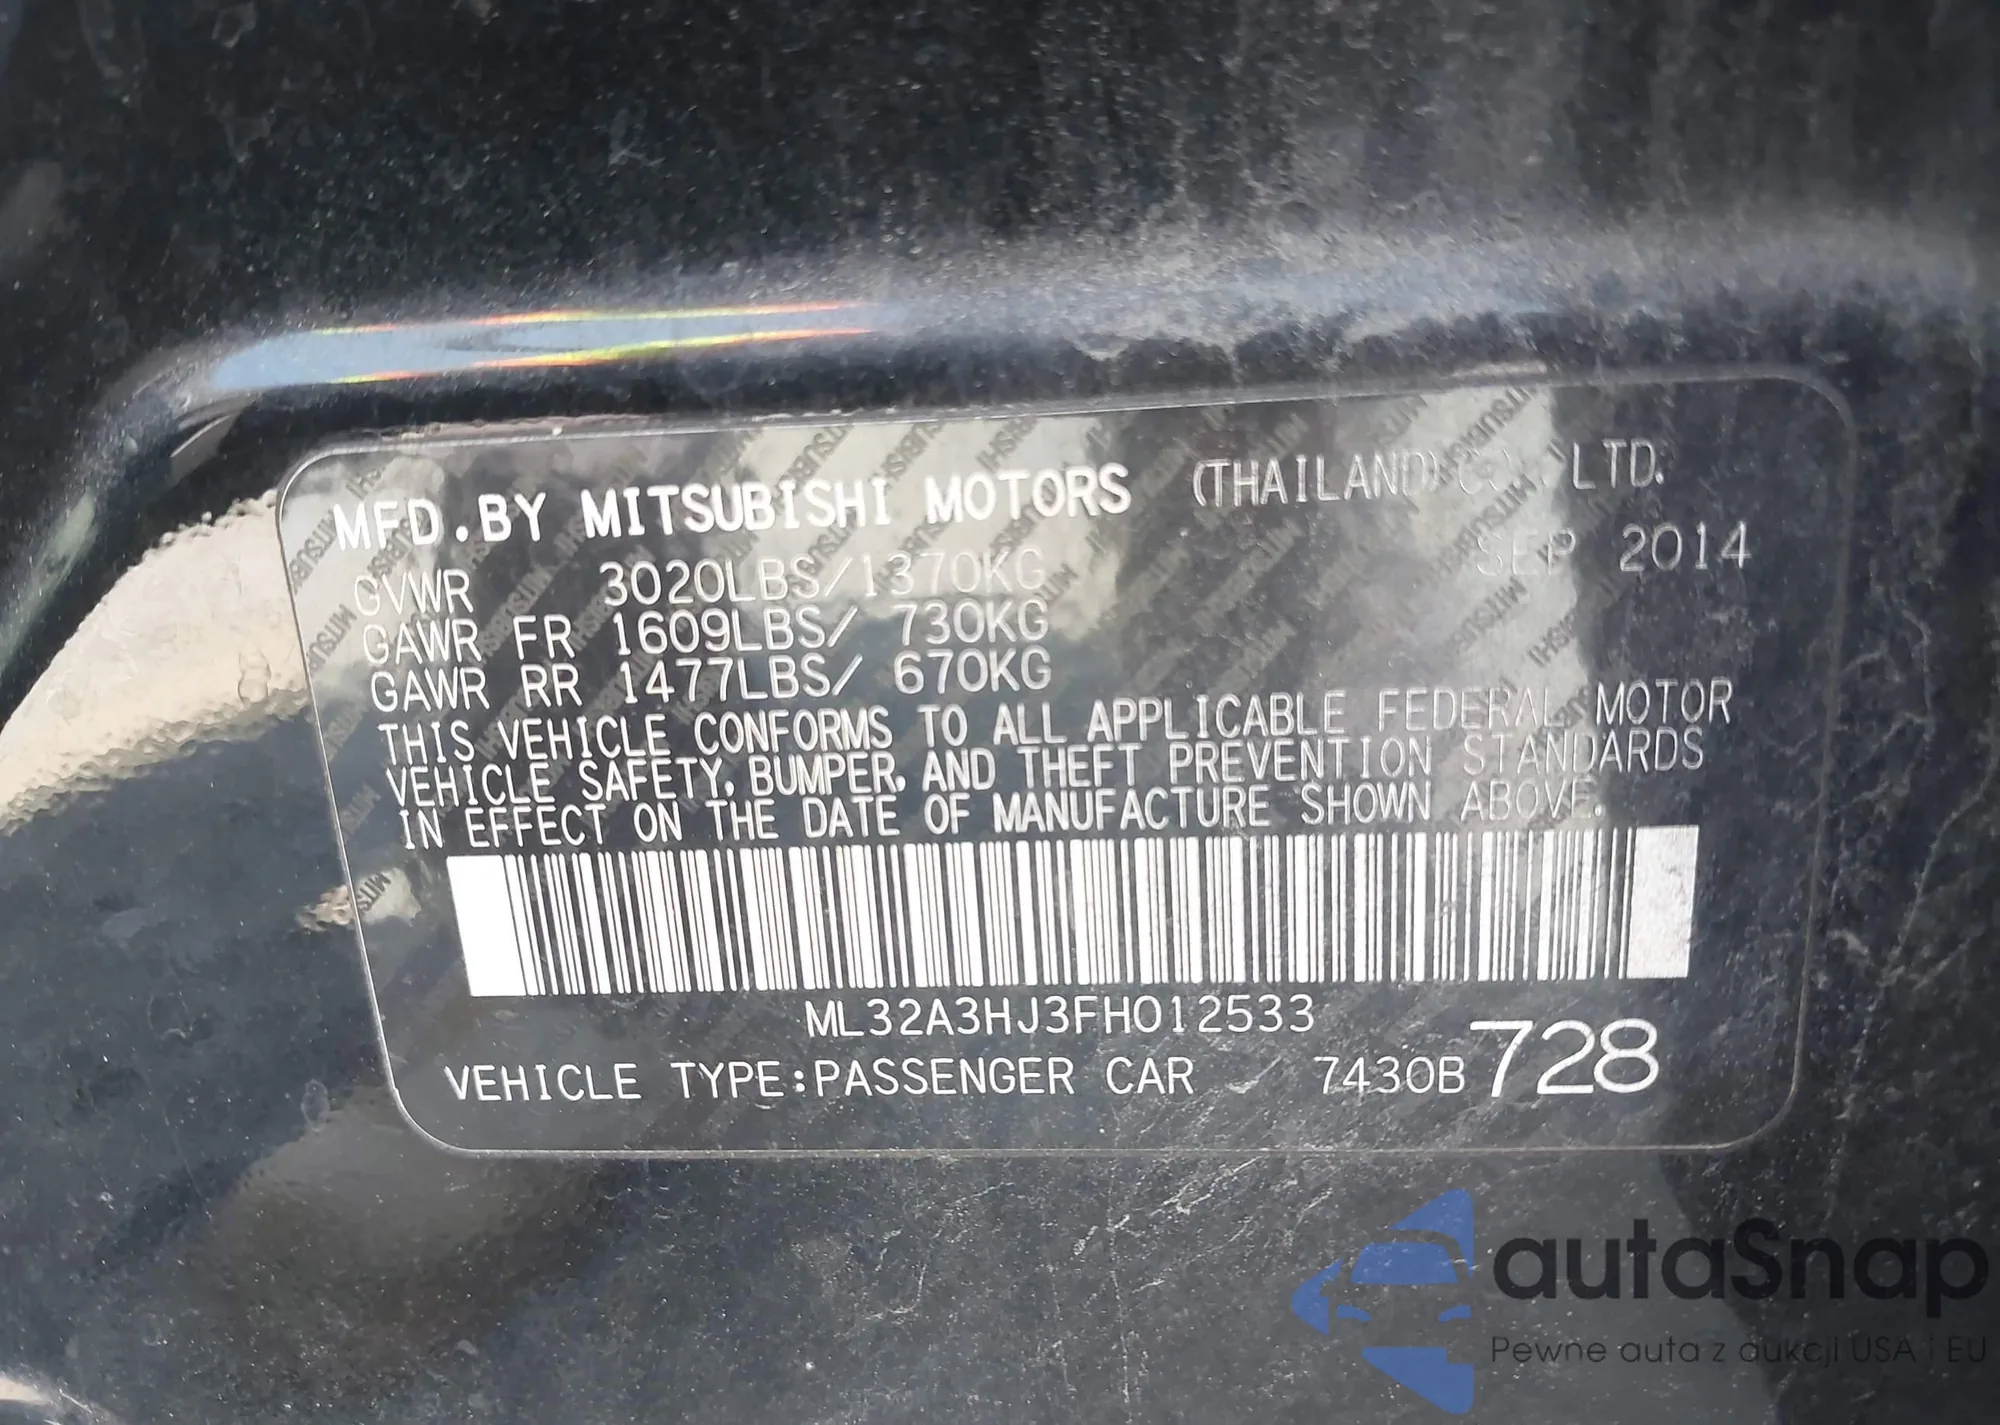 MFD.BY MITSUBISHI MOTORS (THAILAND) CO., LTD.
SEP 2014
GVWR 3020LBS/1370KG
GAWR FR 1609LBS/ 730KG
GAWR RR 1477LBS/ 670KG
THIS VEHICLE CONFORMS TO ALL APPLICABLE FEDERAL MOTOR
VEHICLE SAFETY, BUMPER, AND THEFT PREVENTION STANDARDS
IN EFFECT ON THE DATE OF MANUFACTURE SHOWN ABOVE.
ML32A3HJ3FH012533
VEHICLE TYPE:PASSENGER CAR 7430B 728
autaSnap
Pewne auta z aukcji USA i EU